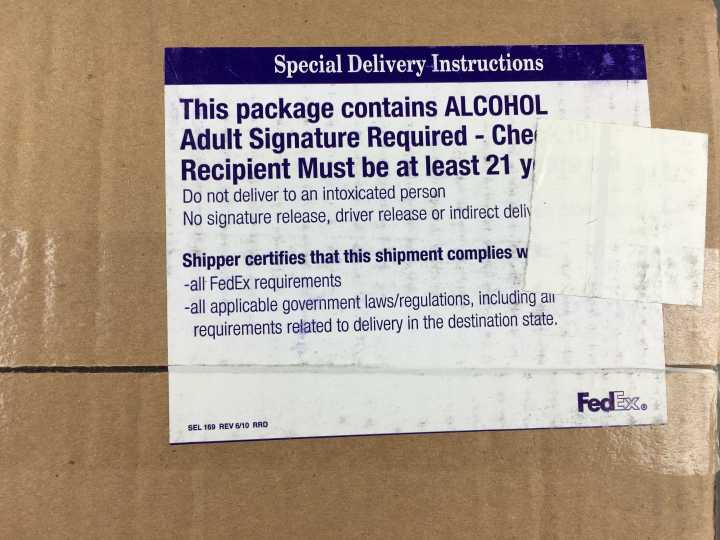 Special Delivery Instructions
This package contains ALCOHOL
Adult Signature Required -
Recipient Must be at least 21
Do not deliver to an intoxicated person
No signature release, driver release or indirect
Shipper certifies that this shipment complies
-all FedEx requirements
-all applicable government laws/regulations, including all
requirements related to delivery in the destination state.
FedEx®
SEL 169 REV 6/10 RRD